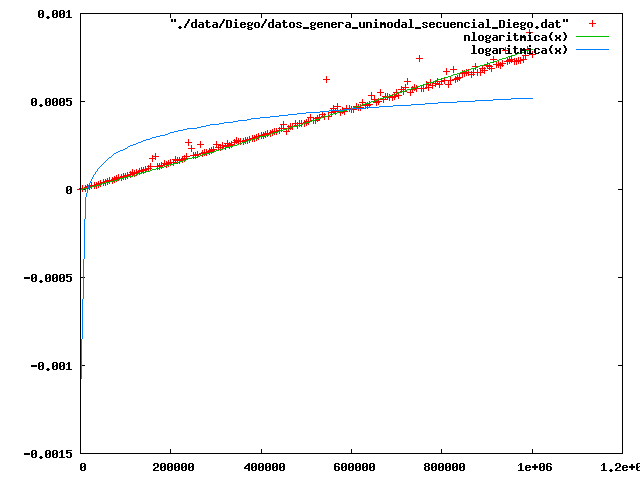 0.001
"./data/Diego/datos_genera_unimodal_secuencial_Diego.dat"
nlogaritmica(x)
logaritmica(x)
0.0005
0
-0.0005
-0.001
-0.0015
0 200000 400000 600000 800000 1e+06 1.2e+0